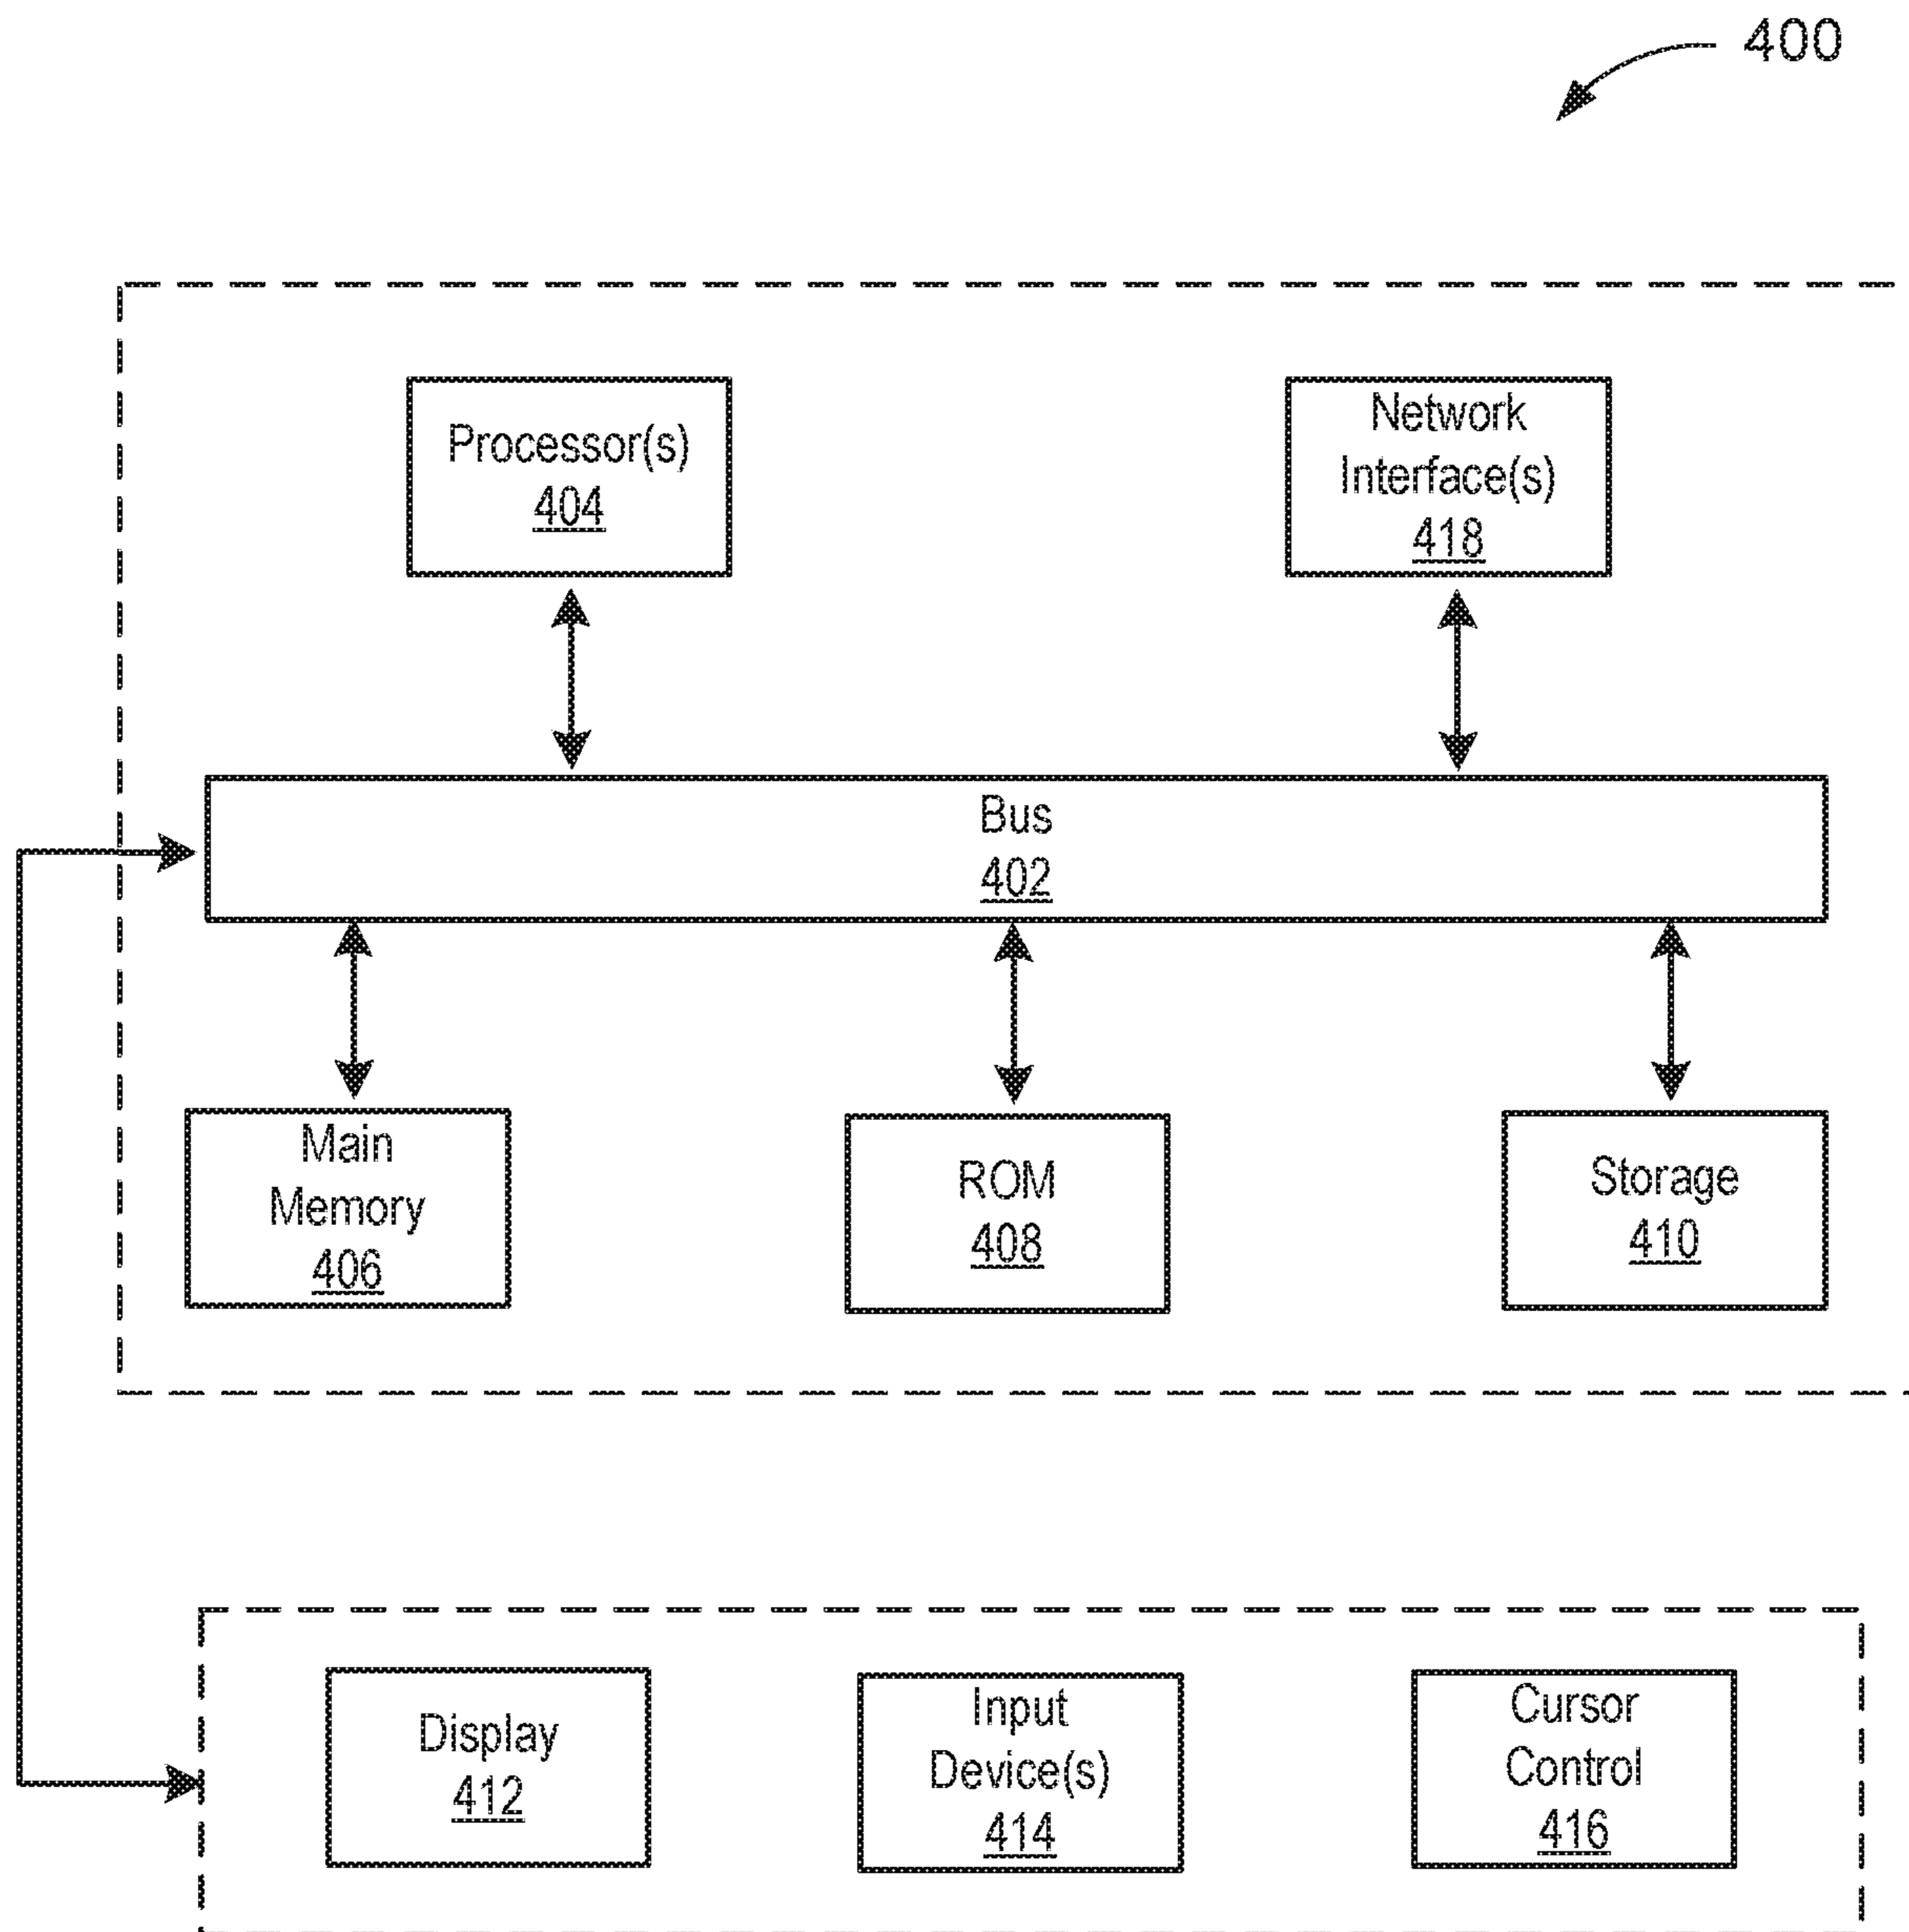 400
Processor(s)
404
Network
Interface(s)
418
Bus
402
Main
Memory
406
ROM
408
Storage
410
Display
412
Input
Device(s)
414
Cursor
Control
416